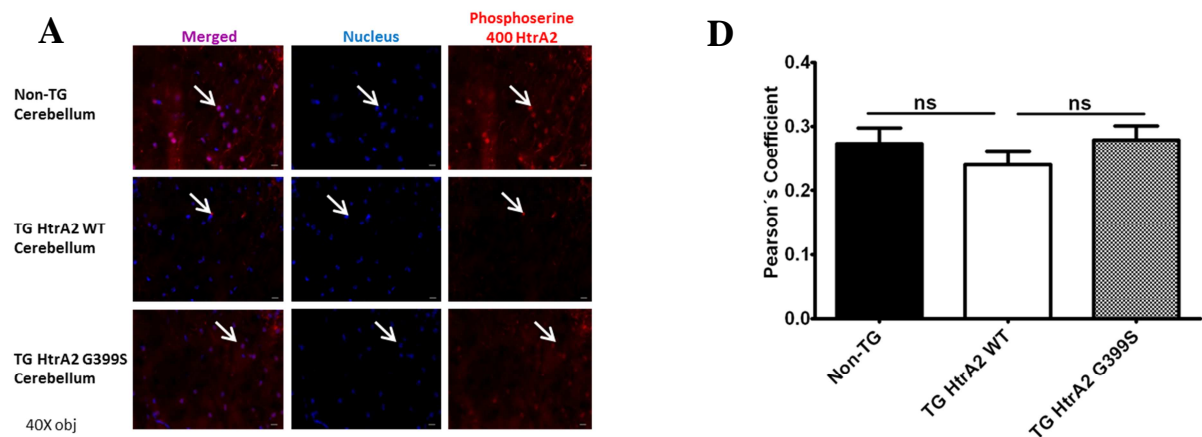 A
Merged
Nucleus
Phosphoserine
400 HtrA2
Non-TG
Cerebellum
TG HtrA2 WT
Cerebellum
TG HtrA2 G399S
Cerebellum
40X obj
D
Pearson´s Coefficient
0.4
0.3
0.2
0.1
0.0
ns
ns
Non-TG
TG HtrA2 WT
TG HtrA2 G399S